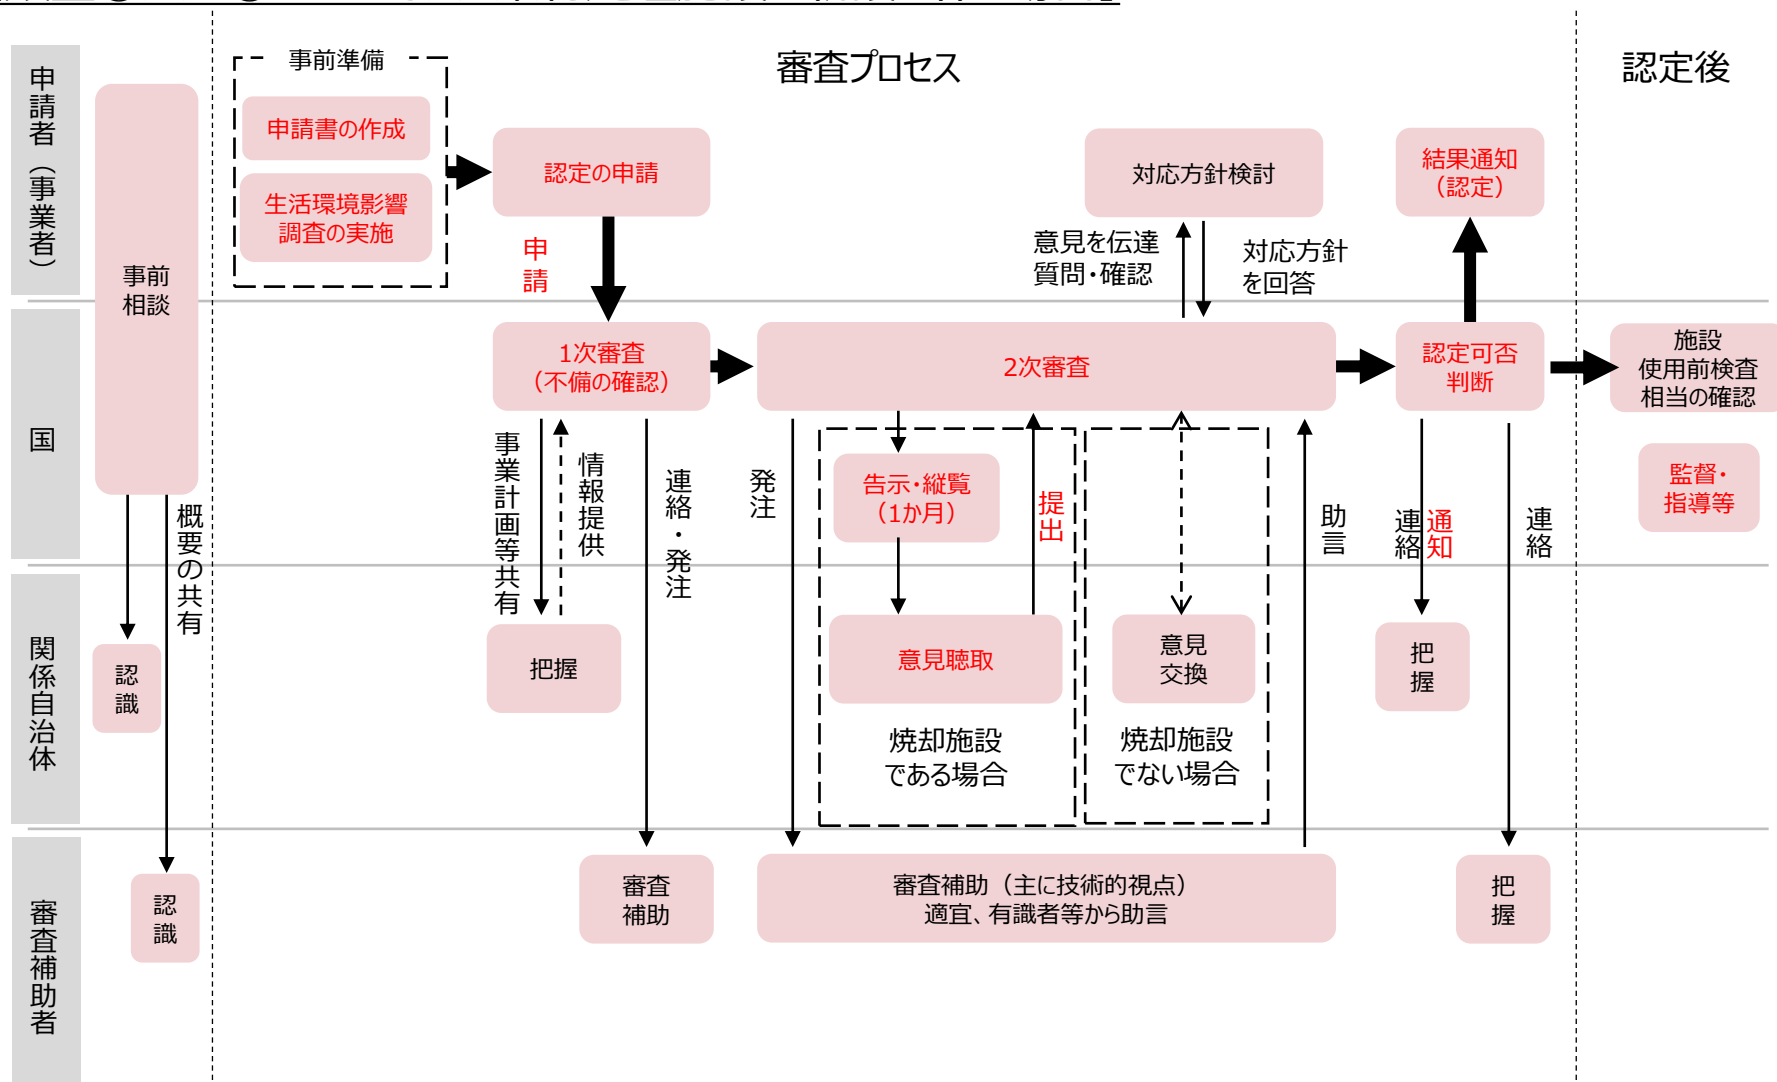 審査プロセス
認定後
申請者（事業者）
国
関係自治体
審査補助者
事前
相談
事前準備
申請書の作成
生活環境影響
調査の実施
認定の申請
申請
対応方針検討
意見を伝達
質問・確認
対応方針
を回答
結果通知
（認定）
1次審査
（不備の確認）
2次審査
認定可否
判断
施設
使用前検査
相当の確認
監督・
指導等
概要の共有
事業計画等共有
情報提供
連絡・発注
発注
告示・縦覧
（1か月）
提出
助言
連絡
通知
連絡
認識
把握
意見聴取
焼却施設
である場合
意見
交換
焼却施設
でない場合
把握
認識
審査
補助
審査補助（主に技術的視点）
適宜、有識者等から助言
把握